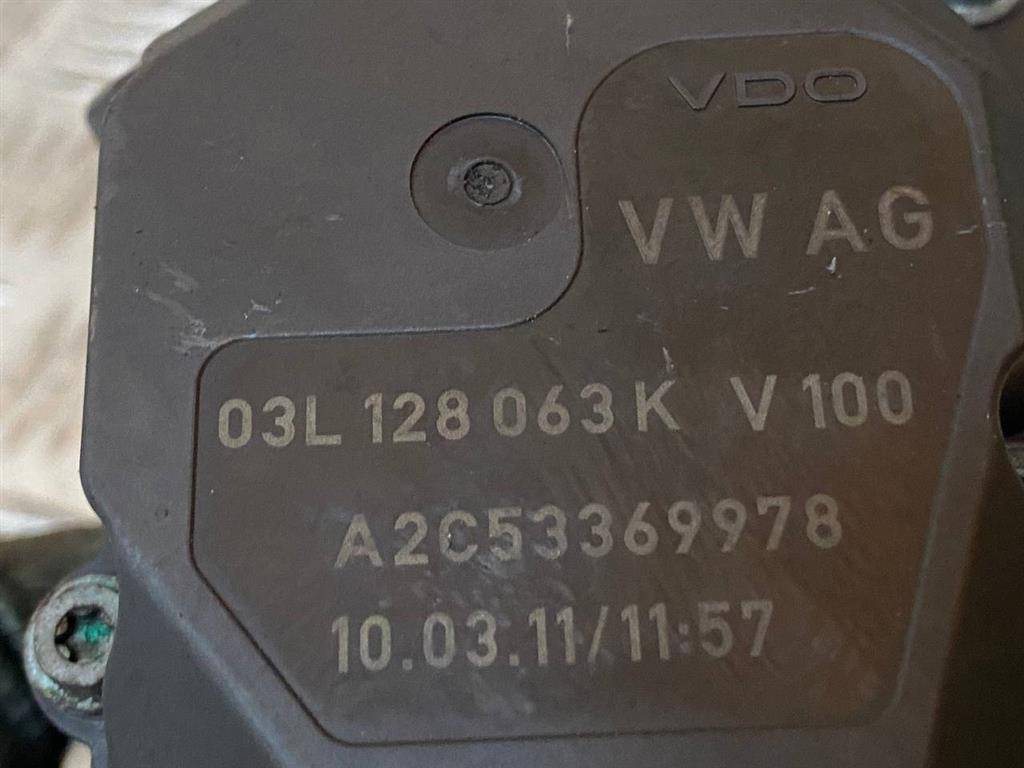 VDO
VW AG
03L 128 063 K V 100
A2C53369978
10.03.11/11:57